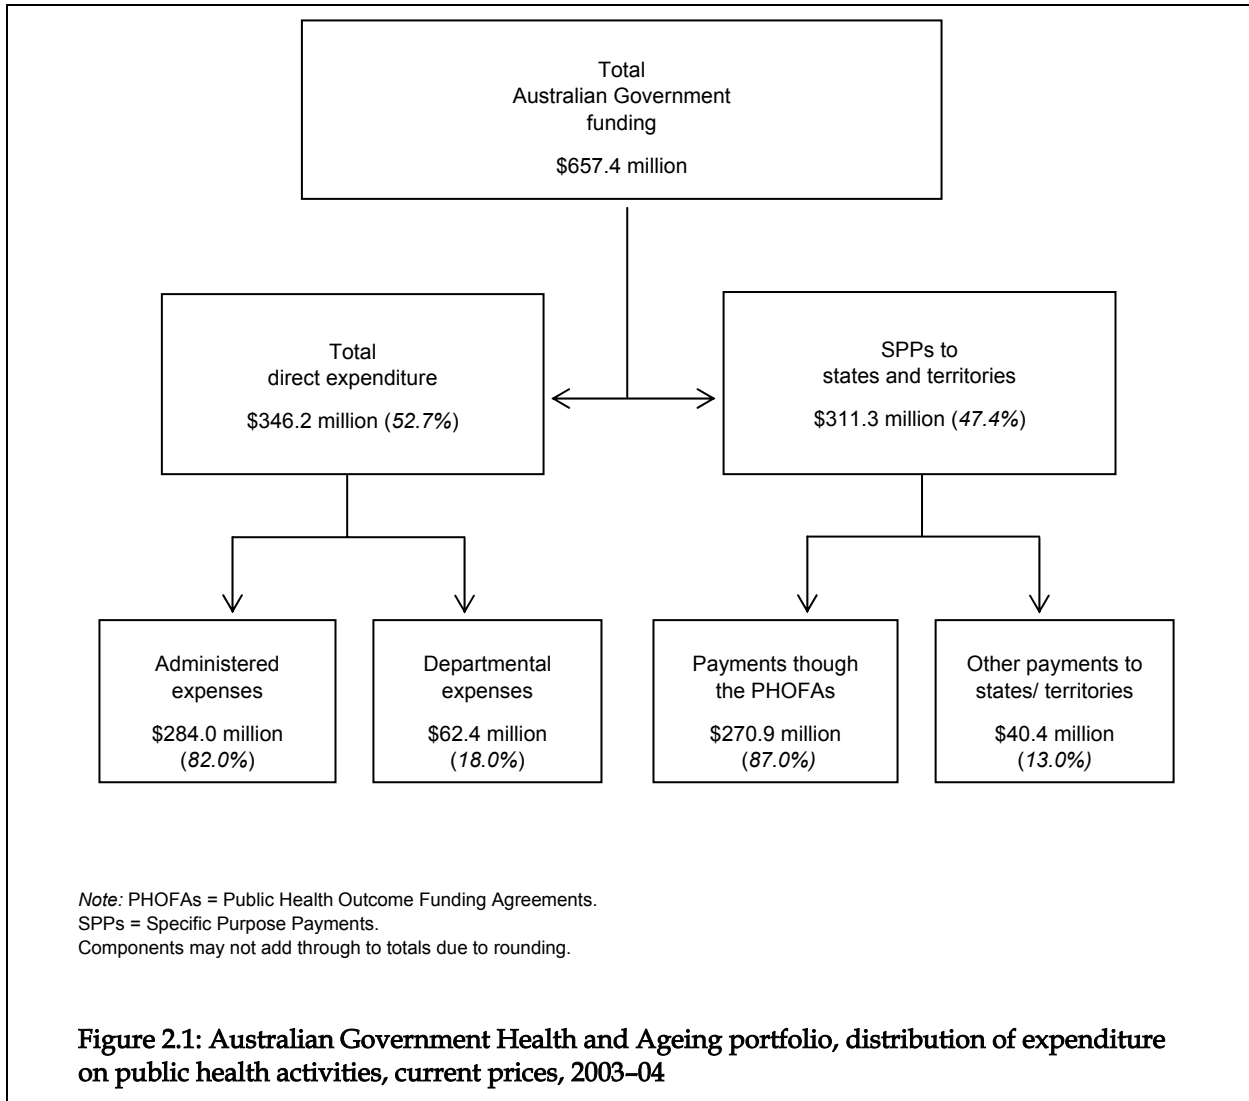 Total
Australian Government
funding
$657.4 million
Total
direct expenditure
$346.2 million (52.7%)
SPPs to
states and territories
$311.3 million (47.4%)
Administered
expenses
$284.0 million
(82.0%)
Departmental
expenses
$62.4 million
(18.0%)
Payments though
the PHOFAs
$270.9 million
(87.0%)
Other payments to
states/ territories
$40.4 million
(13.0%)
Note: PHOFAs = Public Health Outcome Funding Agreements.
SPPs = Specific Purpose Payments.
Components may not add through to totals due to rounding.
Figure 2.1: Australian Government Health and Ageing portfolio, distribution of expenditure
on public health activities, current prices, 2003–04